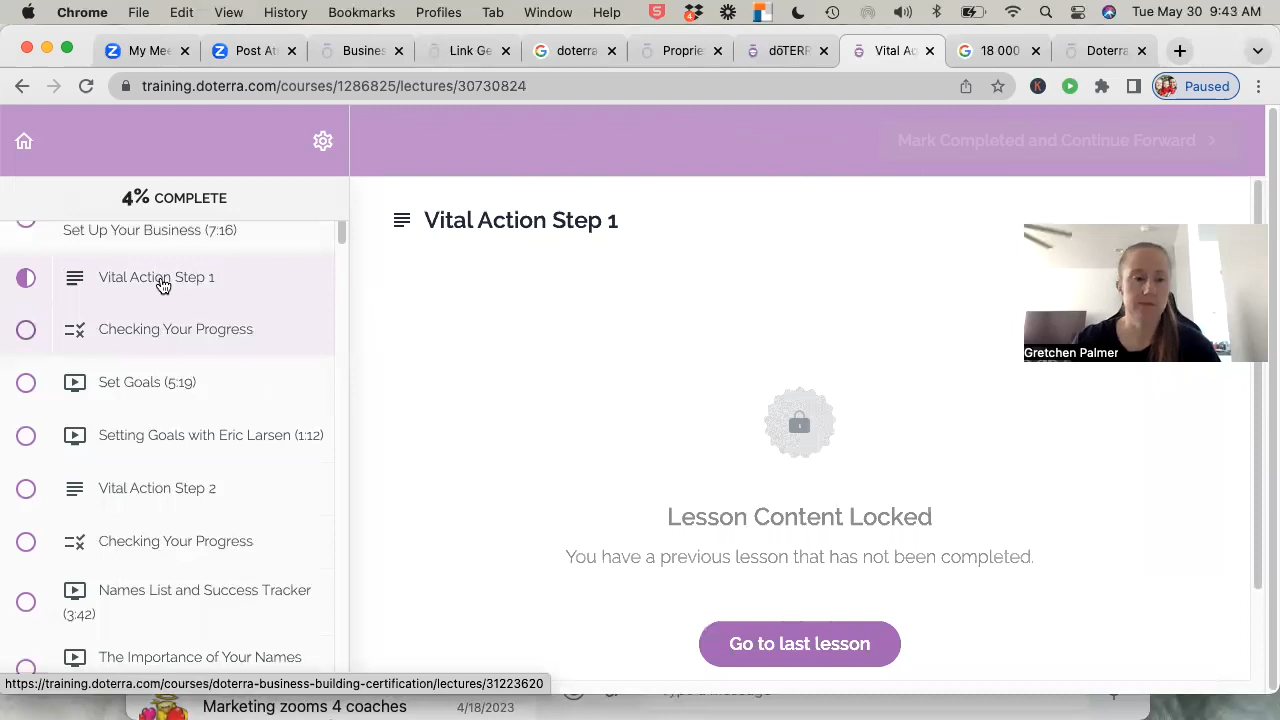 Chrome File Edit View History Bookmarks Profiles Tab Window Help Tue May 30 9:43 AM
My Mee Post At Busines Link Ge doterra Proprie dōTERR Vital Ac 18 000 Doterra
training.doterra.com/courses/1286825/lectures/30730824 Paused
Mark Completed and Continue Forward
4% COMPLETE
Set Up Your Business (7:16)
Vital Action Step 1
Checking Your Progress
Set Goals (5:19)
Setting Goals with Eric Larsen (1:12)
Vital Action Step 2
Checking Your Progress
Names List and Success Tracker
(3:42)
The Importance of Your Names
Vital Action Step 1
Gretchen Palmer
Lesson Content Locked
You have a previous lesson that has not been completed.
Go to last lesson
https://training.doterra.com/courses/doterra-business-building-certification/lectures/31223620
Marketing zooms 4 coaches 4/18/2023